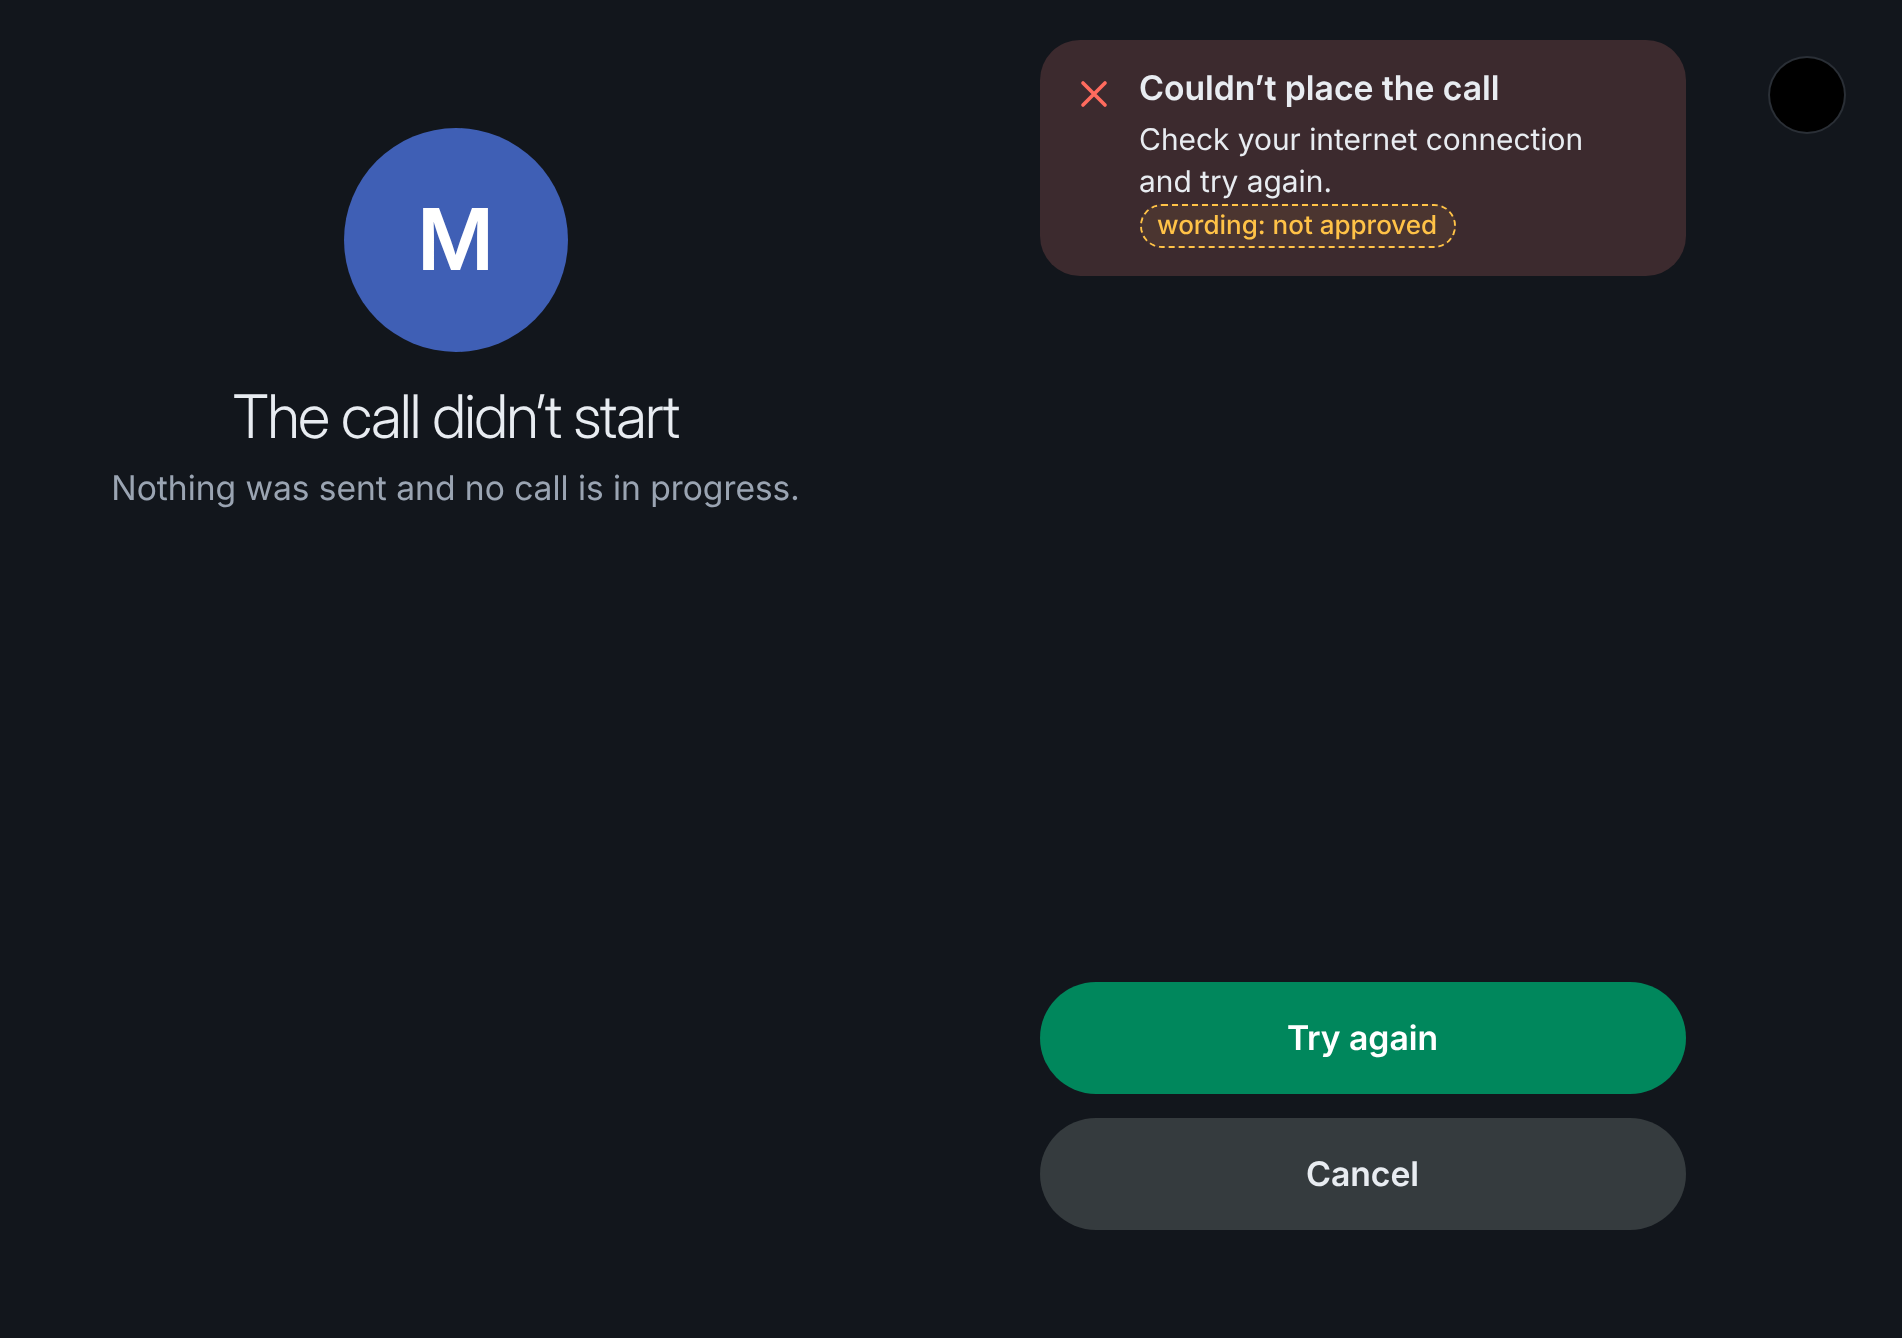 M
The call didn’t start
Nothing was sent and no call is in progress.
Couldn’t place the call
Check your internet connection
and try again.
wording: not approved
Try again
Cancel